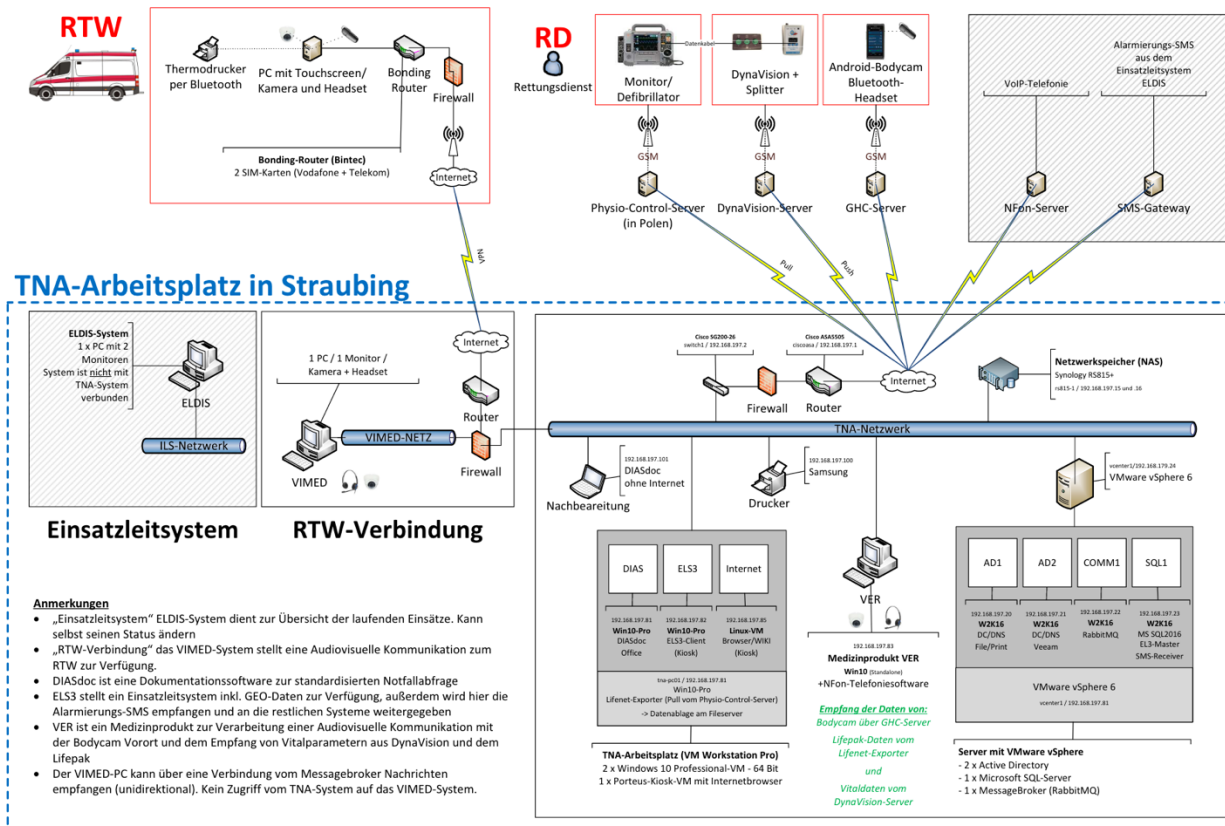 RTW
Thermodrucker
per Bluetooth
PC mit Touchscreen/
Kamera und Headset
Bonding
Router
Firewall
Bonding-Router (Bintec)
2 SIM-Karten (Vodafone + Telekom)
Internet
VPN
RD
Rettungsdienst
Datenkabel
Monitor/
Defibrillator
DynaVision +
Splitter
Android-Bodycam
Bluetooth-
Headset
GSM
GSM
GSM
Physio-Control-Server
(in Polen)
DynaVision-Server
GHC-Server
Pull
Push
VoIP-Telefonie
Alarmierungs-SMS
aus dem
Einsatzleitsystem
ELDIS
NFon-Server
SMS-Gateway
TNA-Arbeitsplatz in Straubing
ELDIS-System
1 x PC mit 2
Monitoren
System ist nicht mit
TNA-System
verbunden
ELDIS
ILS-Netzwerk
Einsatzleitsystem
1 PC / 1 Monitor /
Kamera + Headset
Internet
Router
VIMED-NETZ
VIMED
Firewall
RTW-Verbindung
Cisco SG200-26
switch1 / 192.168.197.2
Cisco ASA5505
ciscoasa / 192.168.197.1
Firewall
Router
Internet
Netzwerkspeicher (NAS)
Synology RS815+
rs815-1 / 192.168.197.15 und .16
TNA-Netzwerk
192.168.197.101
DIASdoc
ohne Internet
Nachbeareitung
192.168.197.100
Samsung
Drucker
vcenter1/192.168.179.24
VMware vSphere 6
DIAS
ELS3
Internet
192.168.197.81
Win10-Pro
DIASdoc
Office
192.168.197.82
Win10-Pro
ELS3-Client
(Kiosk)
192.168.197.85
Linux-VM
Browser/WIKI
(Kiosk)
tna-pc01 / 192.168.197.81
Win10-Pro
Lifenet-Exporter (Pull vom Physio-Control-Server)
-> Datenablage am Fileserver
TNA-Arbeitsplatz (VM Workstation Pro)
2 x Windows 10 Professional-VM - 64 Bit
1 x Porteus-Kiosk-VM mit Internetbrowser
VER
192.168.197.83
Medizinprodukt VER
Win10 (Standalone)
+NFon-Telefoniesoftware
Empfang der Daten von:
Bodycam über GHC-Server
Lifepak-Daten vom
Lifenet-Exporter
und
Vitaldaten vom
DynaVision-Server
AD1
AD2
COMM1
SQL1
192.168.197.20
W2K16
DC/DNS
File/Print
192.168.197.21
W2K16
DC/DNS
Veeam
192.168.197.22
W2K16
RabbitMQ
192.168.197.23
W2K16
MS SQL2016
EL3-Master
SMS-Receiver
VMware vSphere 6
vcenter1 / 192.168.197.81
Server mit VMware vSphere
- 2 x Active Directory
- 1 x Microsoft SQL-Server
- 1 x MessageBroker (RabbitMQ)
Anmerkungen
• „Einsatzleitsystem“ ELDIS-System dient zur Übersicht der laufenden Einsätze. Kann
selbst seinen Status ändern
• „RTW-Verbindung“ das VIMED-System stellt eine Audiovisuelle Kommunikation zum
RTW zur Verfügung.
• DIASdoc ist eine Dokumentationssoftware zur standardisierten Notfallabfrage
• ELS3 stellt ein Einsatzleitsystem inkl. GEO-Daten zur Verfügung, außerdem wird hier die
Alarmierungs-SMS empfangen und an die restlichen Systeme weitergegeben
• VER ist ein Medizinprodukt zur Verarbeitung einer Audiovisuelle Kommunikation mit
der Bodycam Vorort und dem Empfang von Vitalparametern aus DynaVision und dem
Lifepak
• Der VIMED-PC kann über eine Verbindung vom Messagebroker Nachrichten
empfangen (unidirektional). Kein Zugriff vom TNA-System auf das VIMED-System.